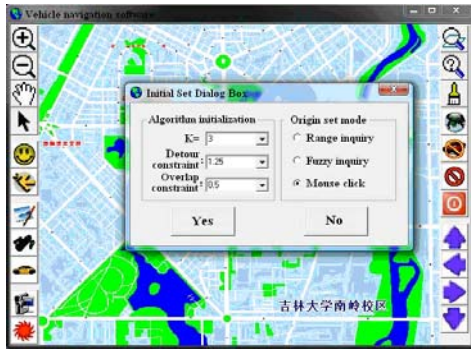 Vehicle navigation software
Initial Set Dialog Box
Algorithm initialization
K= 3
Detour
constraint: 1.25
Overlap
constraint: 0.5
Origin set mode
Range inquiry
Fuzzy inquiry
Mouse click
Yes
No
吉林大学南岭校区